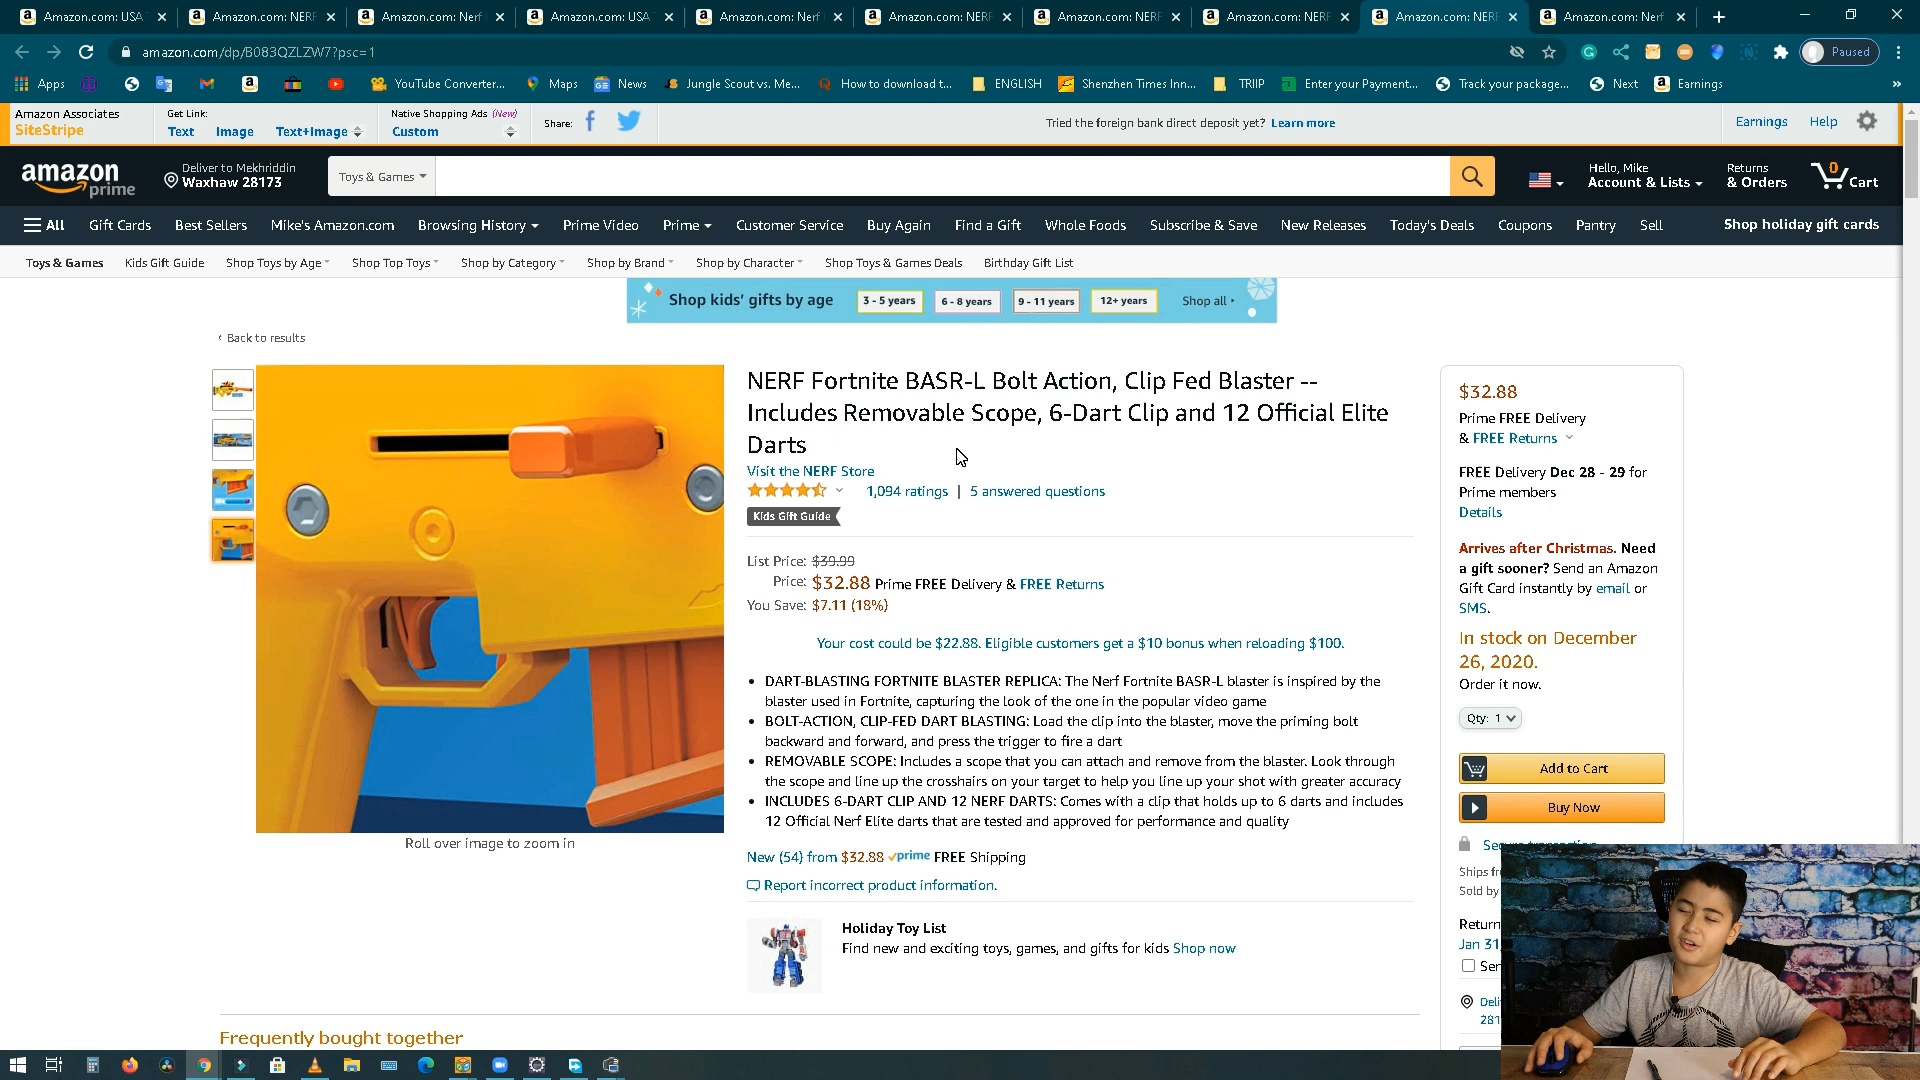 Amazon.com: USA
Amazon.com: NERF
Amazon.com: Nerf
Amazon.com: USA
Amazon.com: Nerf
Amazon.com: NERF
Amazon.com: NERF
Amazon.com: NERF
Amazon.com: NERF
Amazon.com: Nerf
amazon.com/dp/B083QZLZW7?psc=1
Paused
Apps
YouTube Converter...
Maps
News
Jungle Scout vs. Me...
How to download t...
ENGLISH
Shenzhen Times Inn...
TRIIP
Enter your Payment...
Track your package...
Next
Earnings
Amazon Associates
SiteStripe
Get Link:
Text Image Text+Image
Native Shopping Ads (New)
Custom
Share:
Tried the foreign bank direct deposit yet? Learn more
Earnings
Help
amazon
prime
Deliver to Mekhriddin
Waxhaw 28173
Toys & Games
Hello, Mike
Account & Lists
Returns
& Orders
0
Cart
All Gift Cards Best Sellers Mike's Amazon.com Browsing History Prime Video Prime Customer Service Buy Again Find a Gift Whole Foods Subscribe & Save New Releases Today's Deals Coupons Pantry Sell
Shop holiday gift cards
Toys & Games Kids Gift Guide Shop Toys by Age Shop Top Toys Shop by Category Shop by Brand Shop by Character Shop Toys & Games Deals Birthday Gift List
Shop kids' gifts by age 3 - 5 years 6 - 8 years 9 - 11 years 12+ years Shop all
‹ Back to results
NERF Fortnite BASR-L Bolt Action, Clip Fed Blaster --
Includes Removable Scope, 6-Dart Clip and 12 Official Elite
Darts
Visit the NERF Store
1,094 ratings | 5 answered questions
Kids Gift Guide
List Price: $39.99
Price: $32.88 Prime FREE Delivery & FREE Returns
You Save: $7.11 (18%)
Your cost could be $22.88. Eligible customers get a $10 bonus when reloading $100.
• DART-BLASTING FORTNITE BLASTER REPLICA: The Nerf Fortnite BASR-L blaster is inspired by the
blaster used in Fortnite, capturing the look of the one in the popular video game
• BOLT-ACTION, CLIP-FED DART BLASTING: Load the clip into the blaster, move the priming bolt
backward and forward, and press the trigger to fire a dart
• REMOVABLE SCOPE: Includes a scope that you can attach and remove from the blaster. Look through
the scope and line up the crosshairs on your target to help you line up your shot with greater accuracy
• INCLUDES 6-DART CLIP AND 12 NERF DARTS: Comes with a clip that holds up to 6 darts and includes
12 Official Nerf Elite darts that are tested and approved for performance and quality
New (54) from $32.88 prime FREE Shipping
Report incorrect product information.
Roll over image to zoom in
Holiday Toy List
Find new and exciting toys, games, and gifts for kids Shop now
Frequently bought together
$32.88
Prime FREE Delivery
& FREE Returns
FREE Delivery Dec 28 - 29 for
Prime members
Details
Arrives after Christmas. Need
a gift sooner? Send an Amazon
Gift Card instantly by email or
SMS.
In stock on December
26, 2020.
Order it now.
Qty: 1
Add to Cart
Buy Now
Secure transaction
Ships
Sold by
Return
Jan 31,
281